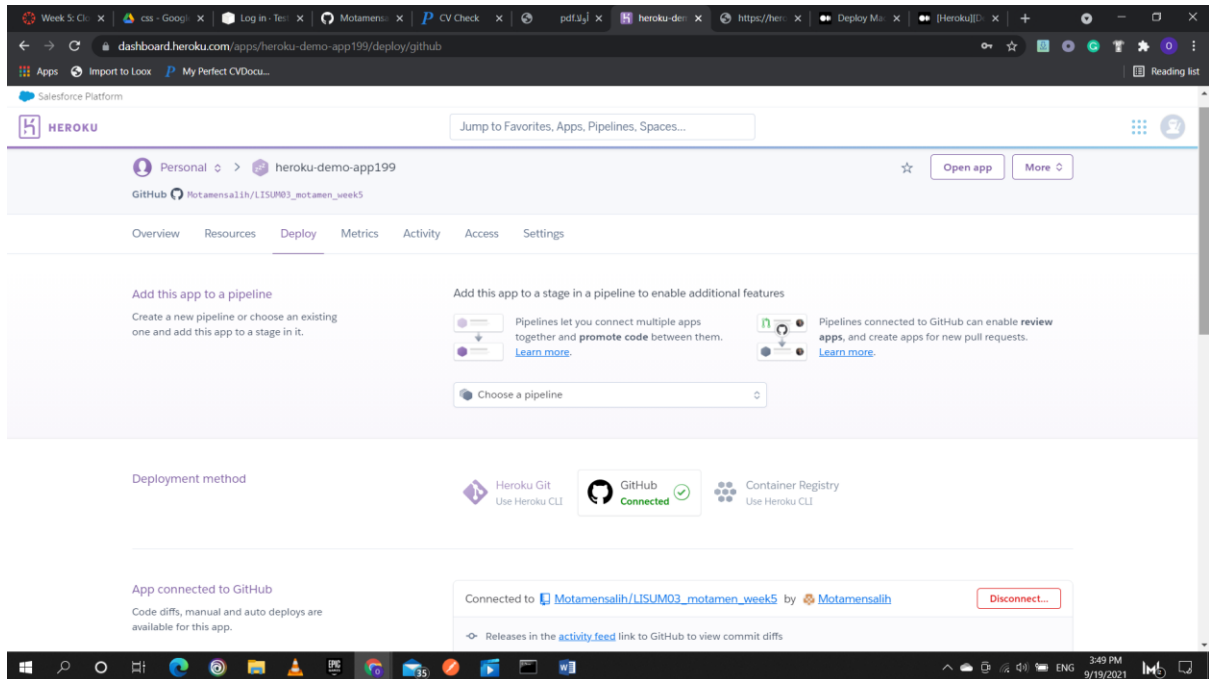 Week 5: Clo
css - Googl
Log in · Tes
Motamensa
CV Check
أولا.pdf
heroku-dem
https://hero
Deploy Mac
[Heroku][De
dashboard.heroku.com/apps/heroku-demo-app199/deploy/github
Apps Import to Loox My Perfect CVDocu... Reading list
Salesforce Platform
HEROKU Jump to Favorites, Apps, Pipelines, Spaces...
Personal > heroku-demo-app199 Open app More
GitHub Motamensalih/LISUM03_motamen_week5
Overview Resources Deploy Metrics Activity Access Settings
Add this app to a pipeline
Create a new pipeline or choose an existing
one and add this app to a stage in it.
Add this app to a stage in a pipeline to enable additional features
Pipelines let you connect multiple apps
together and promote code between them.
Learn more.
Pipelines connected to GitHub can enable review
apps, and create apps for new pull requests.
Learn more.
Choose a pipeline
Deployment method
Heroku Git
Use Heroku CLI
GitHub
Connected
Container Registry
Use Heroku CLI
App connected to GitHub
Code diffs, manual and auto deploys are
available for this app.
Connected to Motamensalih/LISUM03_motamen_week5 by Motamensalih Disconnect...
Releases in the activity feed link to GitHub to view commit diffs
EPIC
35
ENG
3:49 PM
9/19/2021